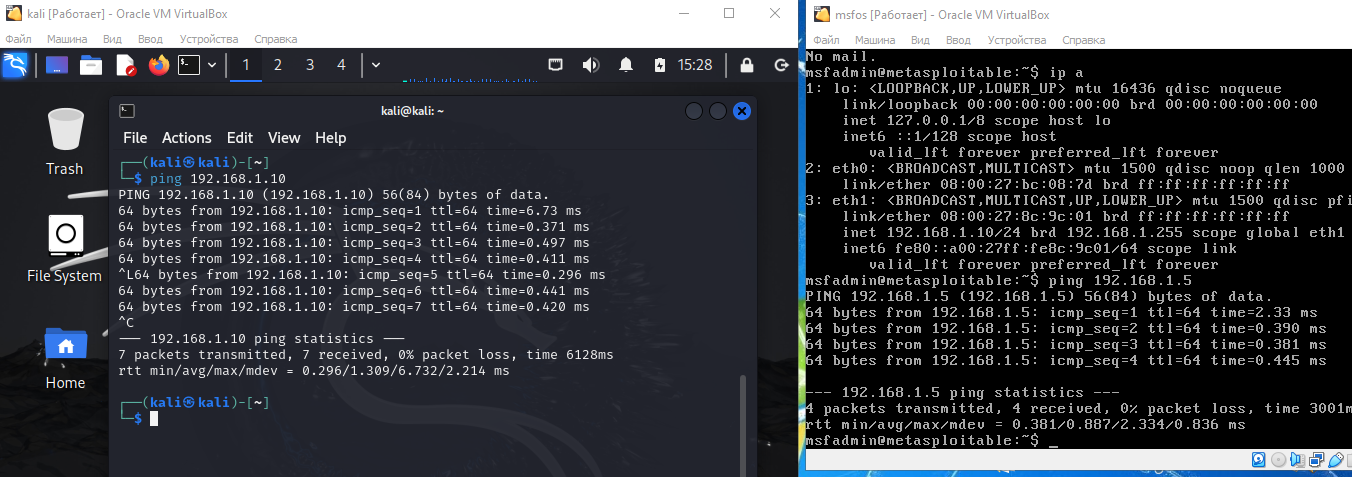 kali [Работает] - Oracle VM VirtualBox
Файл Машина Вид Ввод Устройства Справка
1 2 3 4
15:28
Trash
File System
Home
kali@kali: ~
File Actions Edit View Help
(kali㉿kali)-[~]
$ ping 192.168.1.10
PING 192.168.1.10 (192.168.1.10) 56(84) bytes of data.
64 bytes from 192.168.1.10: icmp_seq=1 ttl=64 time=6.73 ms
64 bytes from 192.168.1.10: icmp_seq=2 ttl=64 time=0.371 ms
64 bytes from 192.168.1.10: icmp_seq=3 ttl=64 time=0.497 ms
64 bytes from 192.168.1.10: icmp_seq=4 ttl=64 time=0.411 ms
^L64 bytes from 192.168.1.10: icmp_seq=5 ttl=64 time=0.296 ms
64 bytes from 192.168.1.10: icmp_seq=6 ttl=64 time=0.441 ms
64 bytes from 192.168.1.10: icmp_seq=7 ttl=64 time=0.420 ms
^C
--- 192.168.1.10 ping statistics ---
7 packets transmitted, 7 received, 0% packet loss, time 6128ms
rtt min/avg/max/mdev = 0.296/1.309/6.732/2.214 ms
(kali㉿kali)-[~]
$
msfos [Работает] - Oracle VM VirtualBox
Файл Машина Вид Ввод Устройства Справка
No mail.
msfadmin@metasploitable:~$ ip a
1: lo: <LOOPBACK,UP,LOWER_UP> mtu 16436 qdisc noqueue
link/loopback 00:00:00:00:00:00 brd 00:00:00:00:00:00
inet 127.0.0.1/8 scope host lo
inet6 ::1/128 scope host
valid_lft forever preferred_lft forever
2: eth0: <BROADCAST,MULTICAST> mtu 1500 qdisc noop qlen 1000
link/ether 08:00:27:bc:08:7d brd ff:ff:ff:ff:ff:ff
3: eth1: <BROADCAST,MULTICAST,UP,LOWER_UP> mtu 1500 qdisc pfi
link/ether 08:00:27:8c:9c:01 brd ff:ff:ff:ff:ff:ff
inet 192.168.1.10/24 brd 192.168.1.255 scope global eth1
inet6 fe80::a00:27ff:fe8c:9c01/64 scope link
valid_lft forever preferred_lft forever
msfadmin@metasploitable:~$ ping 192.168.1.5
PING 192.168.1.5 (192.168.1.5) 56(84) bytes of data.
64 bytes from 192.168.1.5: icmp_seq=1 ttl=64 time=2.33 ms
64 bytes from 192.168.1.5: icmp_seq=2 ttl=64 time=0.390 ms
64 bytes from 192.168.1.5: icmp_seq=3 ttl=64 time=0.381 ms
64 bytes from 192.168.1.5: icmp_seq=4 ttl=64 time=0.445 ms
--- 192.168.1.5 ping statistics ---
4 packets transmitted, 4 received, 0% packet loss, time 3001m
rtt min/avg/max/mdev = 0.381/0.887/2.334/0.836 ms
msfadmin@metasploitable:~$ _